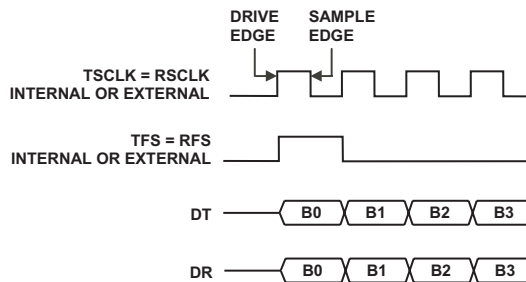 DRIVE EDGE
SAMPLE EDGE
TSCLK = RSCLK
INTERNAL OR EXTERNAL
TFS = RFS
INTERNAL OR EXTERNAL
DT B0 B1 B2 B3
DR B0 B1 B2 B3